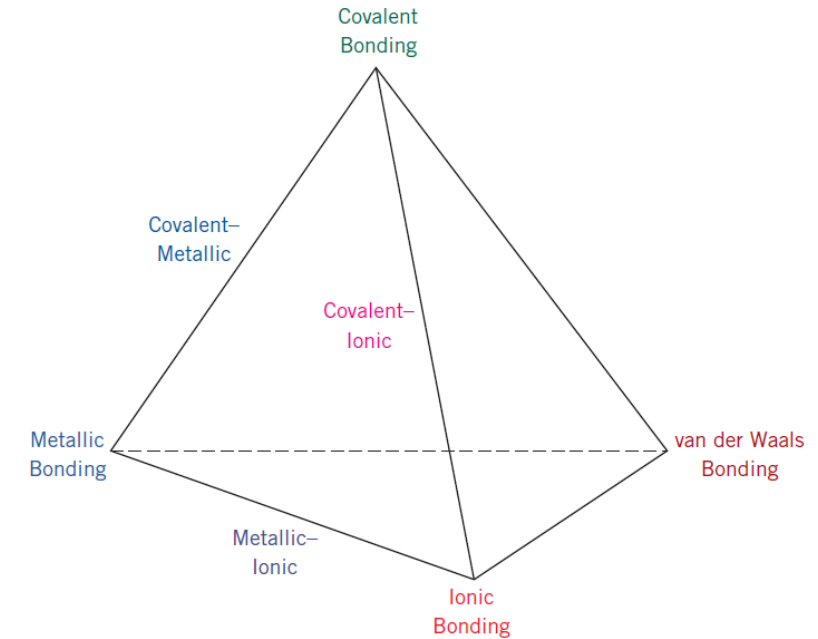 Covalent
Bonding
Covalent–
Metallic
Covalent–
Ionic
Metallic
Bonding
van der Waals
Bonding
Metallic–
Ionic
Ionic
Bonding